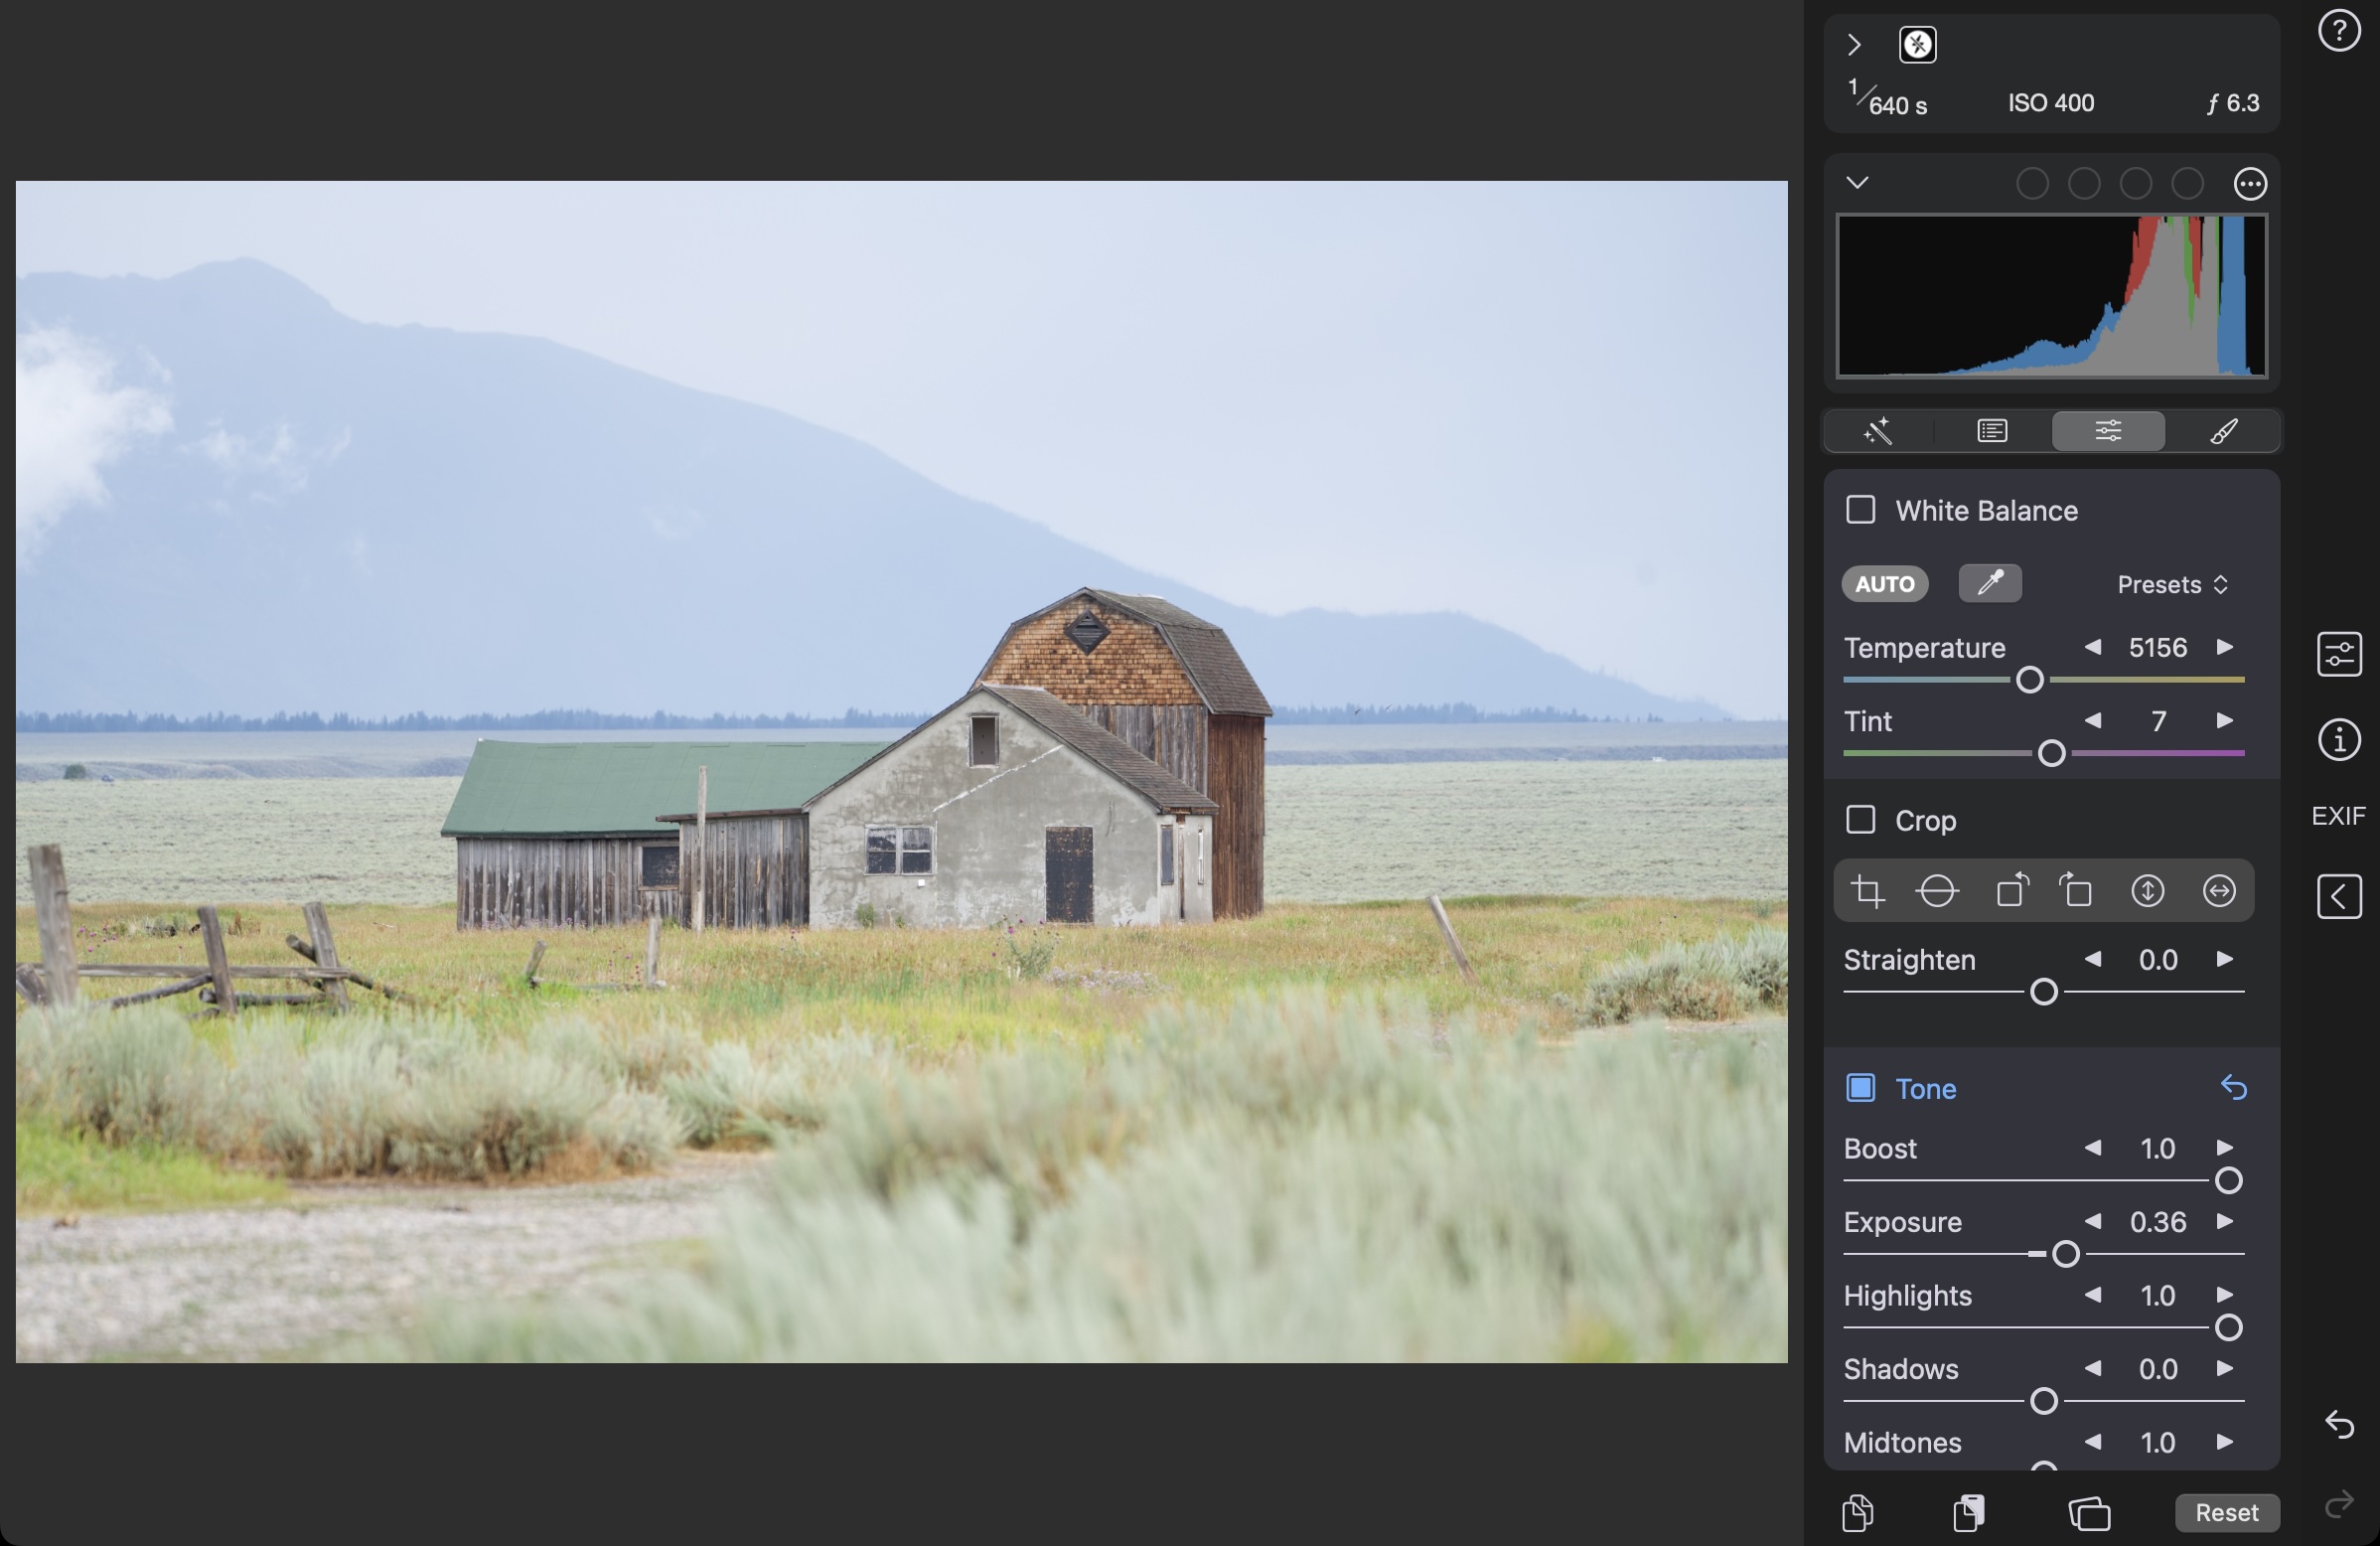 1/640 s ISO 400 ƒ 6.3
White Balance
AUTO Presets
Temperature 5156
Tint 7
Crop
Straighten 0.0
Tone
Boost 1.0
Exposure 0.36
Highlights 1.0
Shadows 0.0
Midtones 1.0
Reset
?
i
EXIF